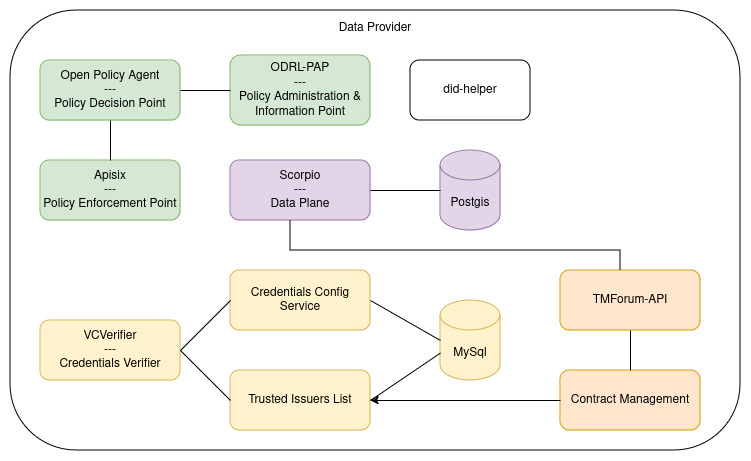 Data Provider
Open Policy Agent
---
Policy Decision Point
ODRL-PAP
---
Policy Administration &
Information Point
did-helper
Apisix
---
Policy Enforcement Point
Scorpio
---
Data Plane
Postgis
Credentials Config
Service
TMForum-API
VCVerifier
---
Credentials Verifier
MySql
Trusted Issuers List
Contract Management